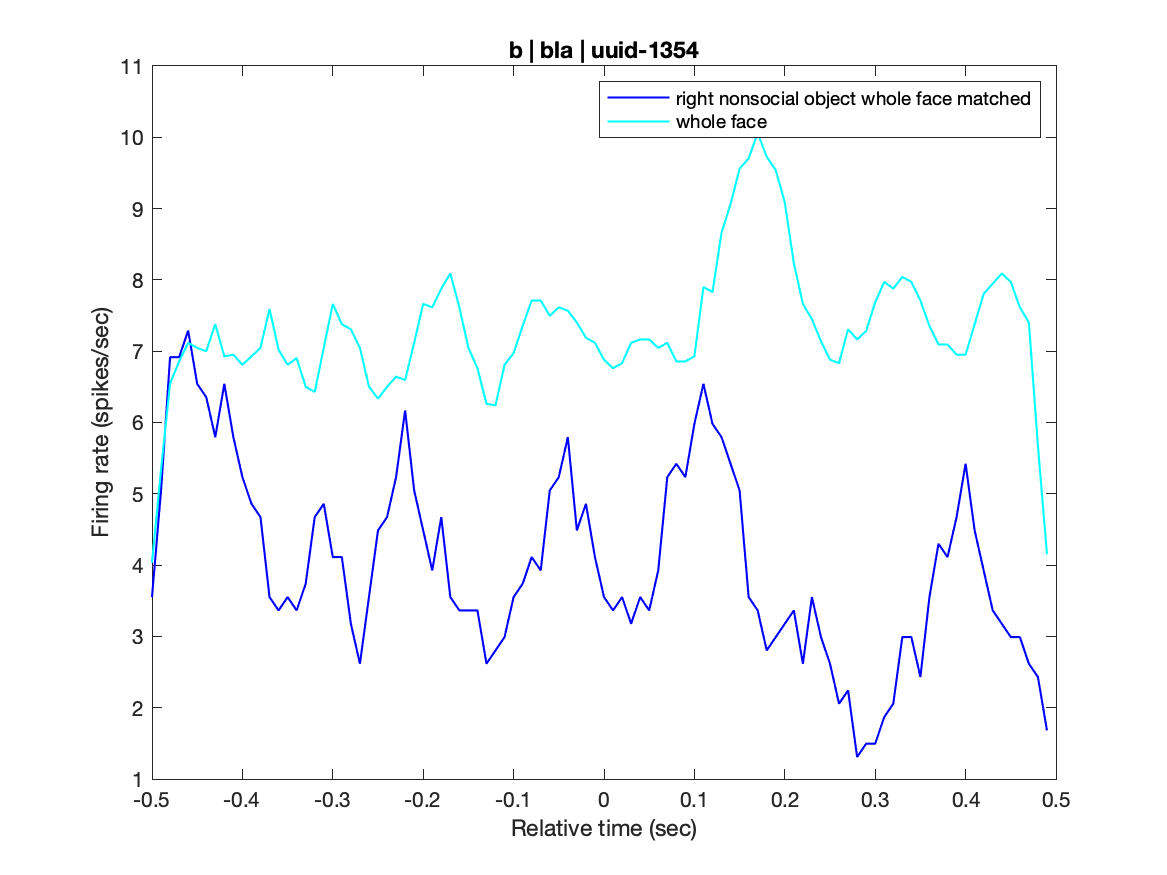 b | bla | uuid-1354
right nonsocial object whole face matched
whole face
11
10
9
8
7
6
5
4
3
2
1
Firing rate (spikes/sec)
-0.5 -0.4 -0.3 -0.2 -0.1 0 0.1 0.2 0.3 0.4 0.5
Relative time (sec)